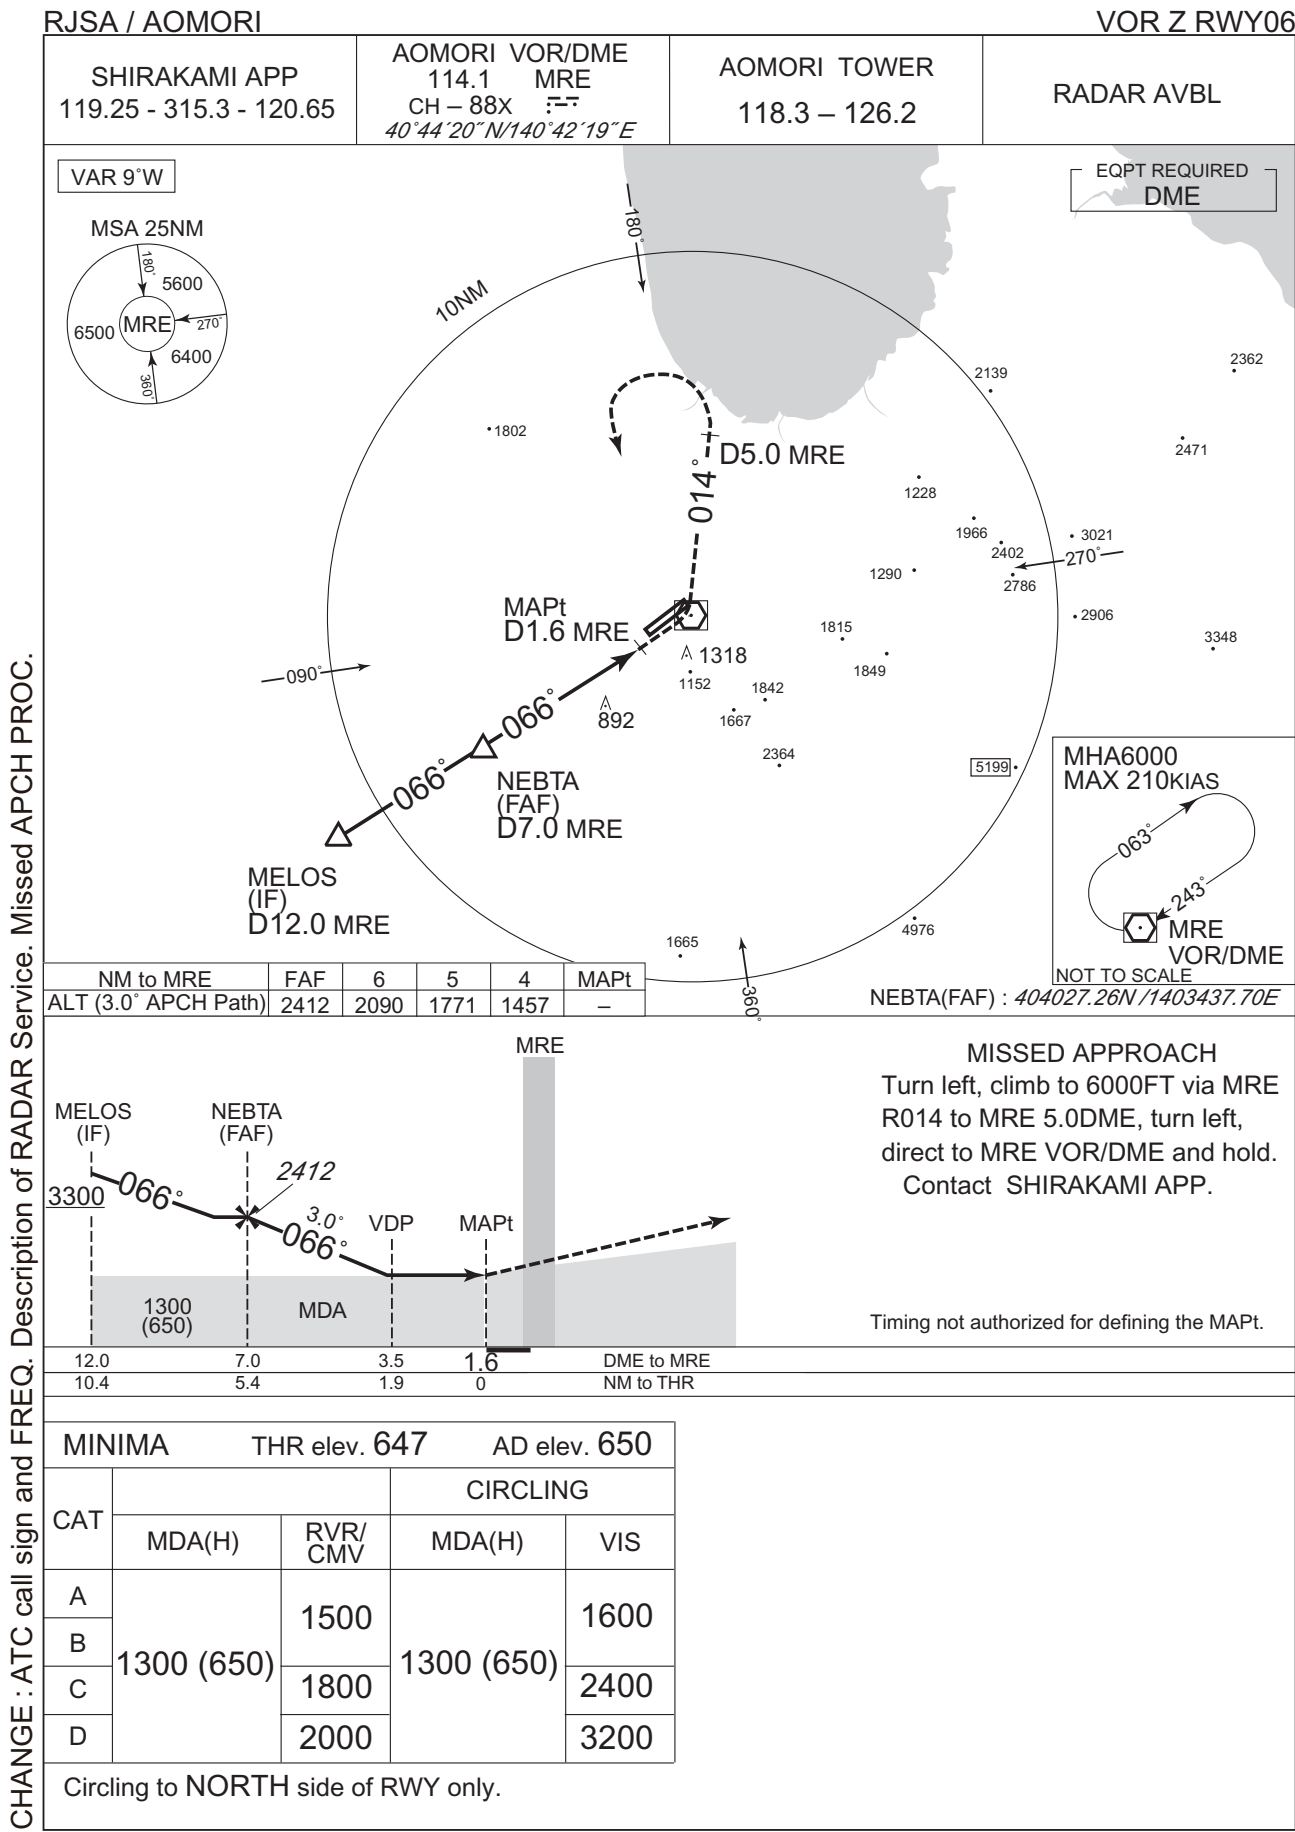 RJSA / AOMORI
VOR Z RWY06
SHIRAKAMI APP
119.25 - 315.3 - 120.65
AOMORI VOR/DME
114.1 MRE
CH – 88X
40°44´20˝N/140°42´19˝E
AOMORI TOWER
118.3 – 126.2
RADAR AVBL
VAR 9°W
EQPT REQUIRED
DME
MSA 25NM
180°
5600
MRE
270°
6500
6400
360°
180°
10NM
2139
2362
1802
2471
D5.0 MRE
014°
1228
1966
3021
2402
270°
1290
2786
MAPt
D1.6 MRE
2906
1815
3348
1318
1849
090°
1152
1842
066°
892
1667
2364
5199
066°
NEBTA
(FAF)
D7.0 MRE
MELOS
(IF)
D12.0 MRE
MHA6000
MAX 210KIAS
063°
243°
MRE
VOR/DME
NOT TO SCALE
4976
1665
360°
NM to MRE FAF 6 5 4 MAPt
ALT (3.0° APCH Path) 2412 2090 1771 1457 –
NEBTA(FAF) : 404027.26N /1403437.70E
MRE
MELOS
(IF)
NEBTA
(FAF)
2412
3300
066°
3.0°
066°
VDP
MAPt
1300
(650)
MDA
12.0 7.0 3.5 1.6 DME to MRE
10.4 5.4 1.9 0 NM to THR
MISSED APPROACH
Turn left, climb to 6000FT via MRE
R014 to MRE 5.0DME, turn left,
direct to MRE VOR/DME and hold.
Contact SHIRAKAMI APP.
Timing not authorized for defining the MAPt.
MINIMA THR elev. 647 AD elev. 650
CAT
CIRCLING
MDA(H)
RVR/
CMV
MDA(H)
VIS
A
B
C
D
1300 (650)
1500
1800
2000
1300 (650)
1600
2400
3200
Circling to NORTH side of RWY only.
CHANGE : ATC call sign and FREQ. Description of RADAR Service. Missed APCH PROC.